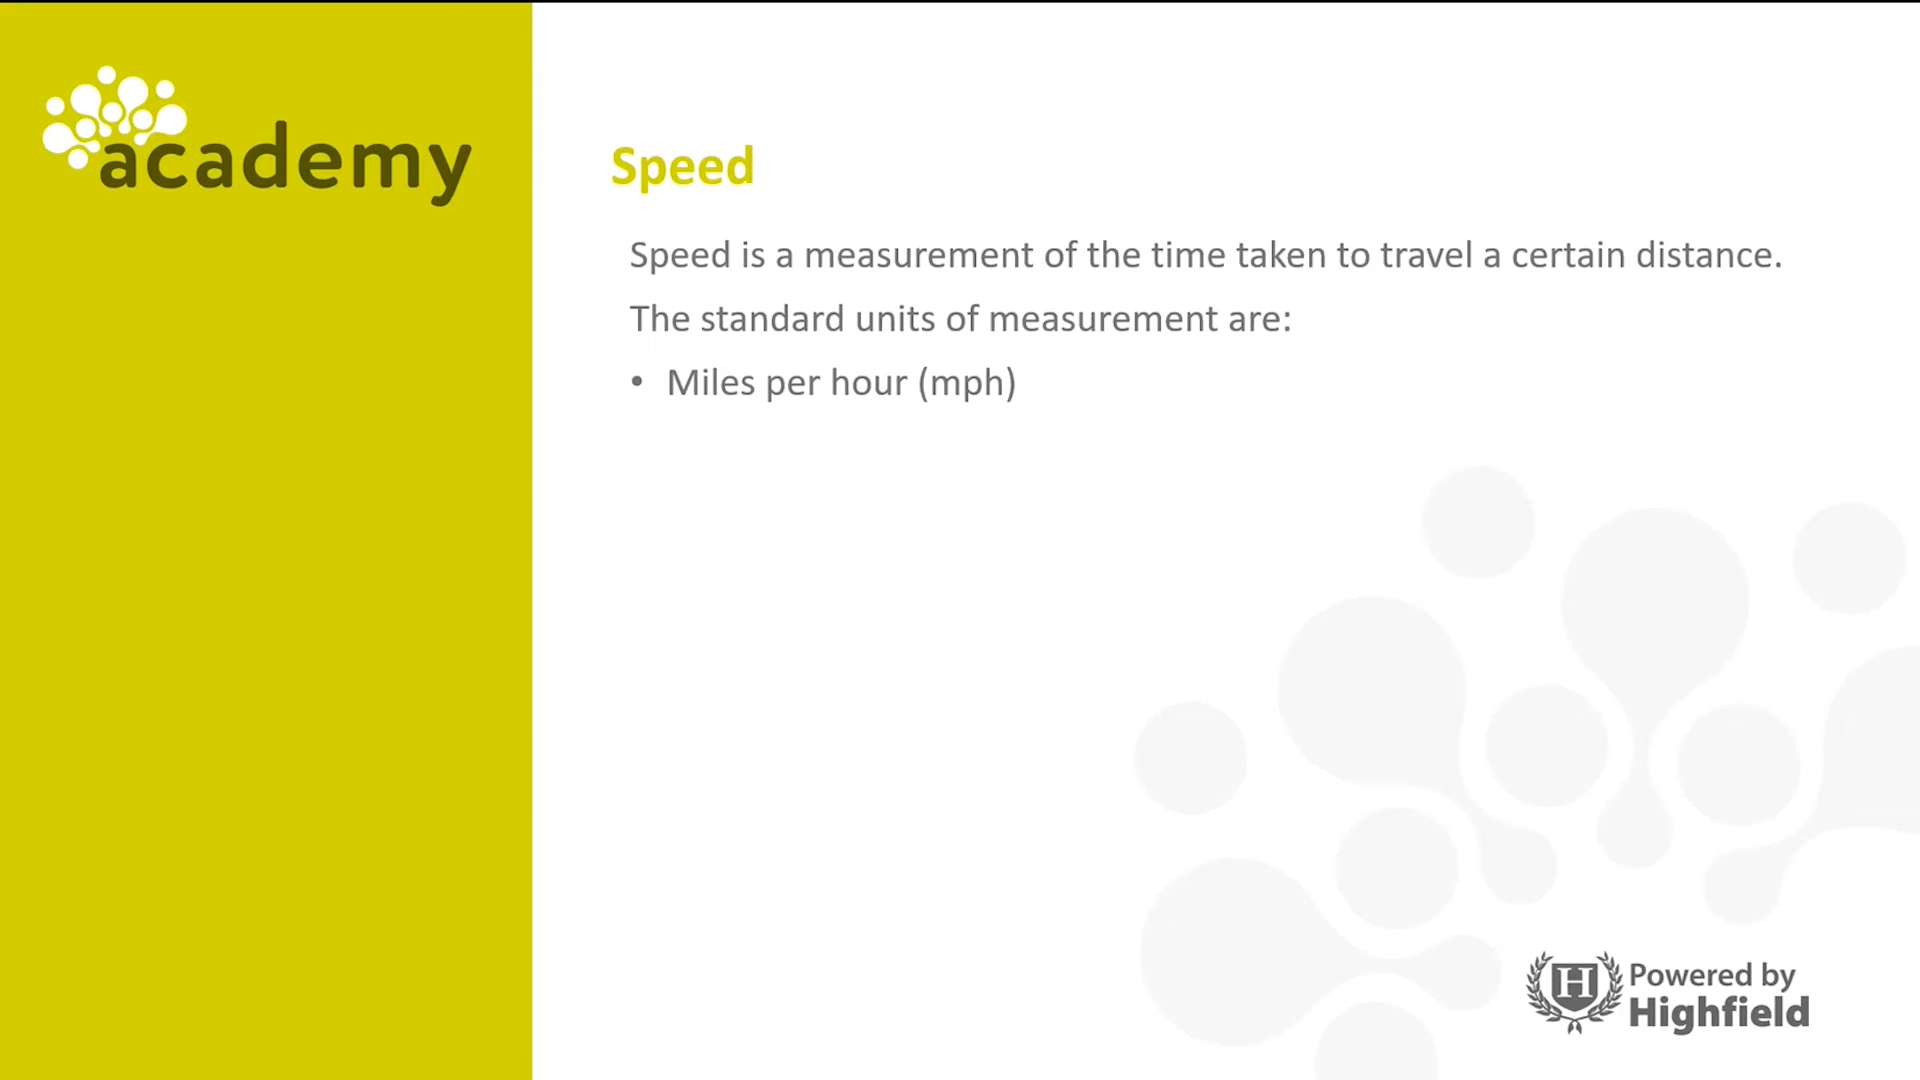 academy
Speed
Speed is a measurement of the time taken to travel a certain distance.
The standard units of measurement are:
• Miles per hour (mph)
H
Powered by
Highfield